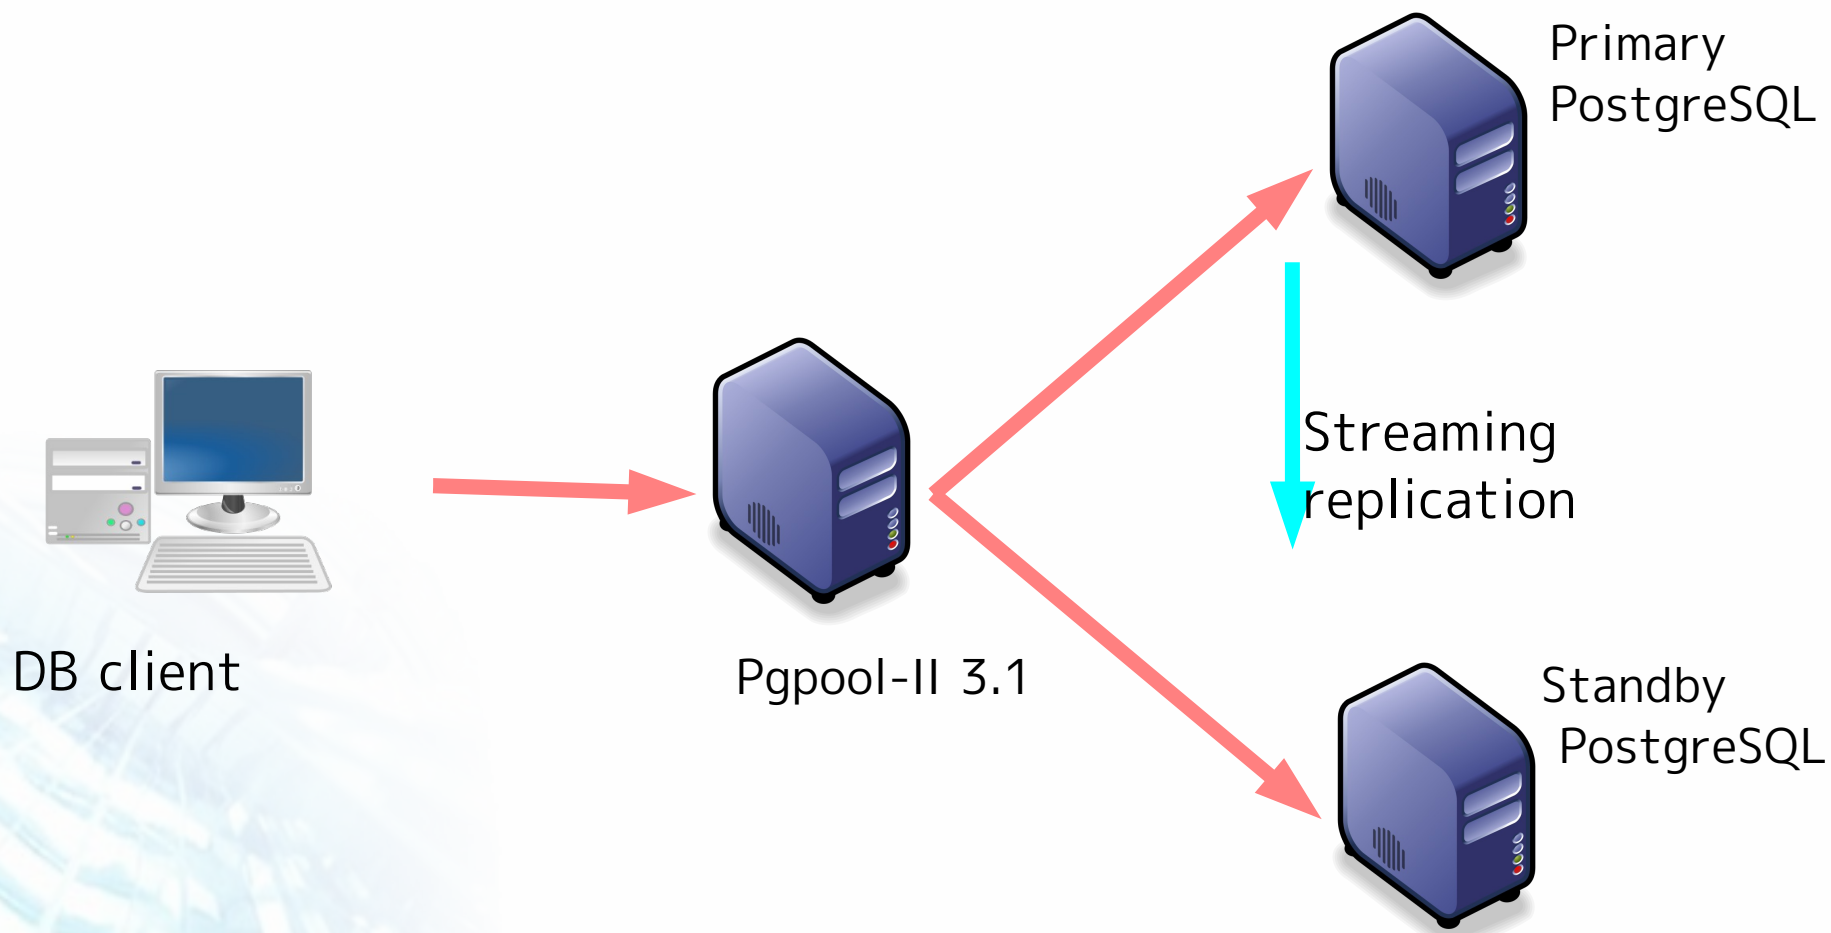 Primary
PostgreSQL
Streaming
replication
DB client
Pgpool-II 3.1
Standby
PostgreSQL